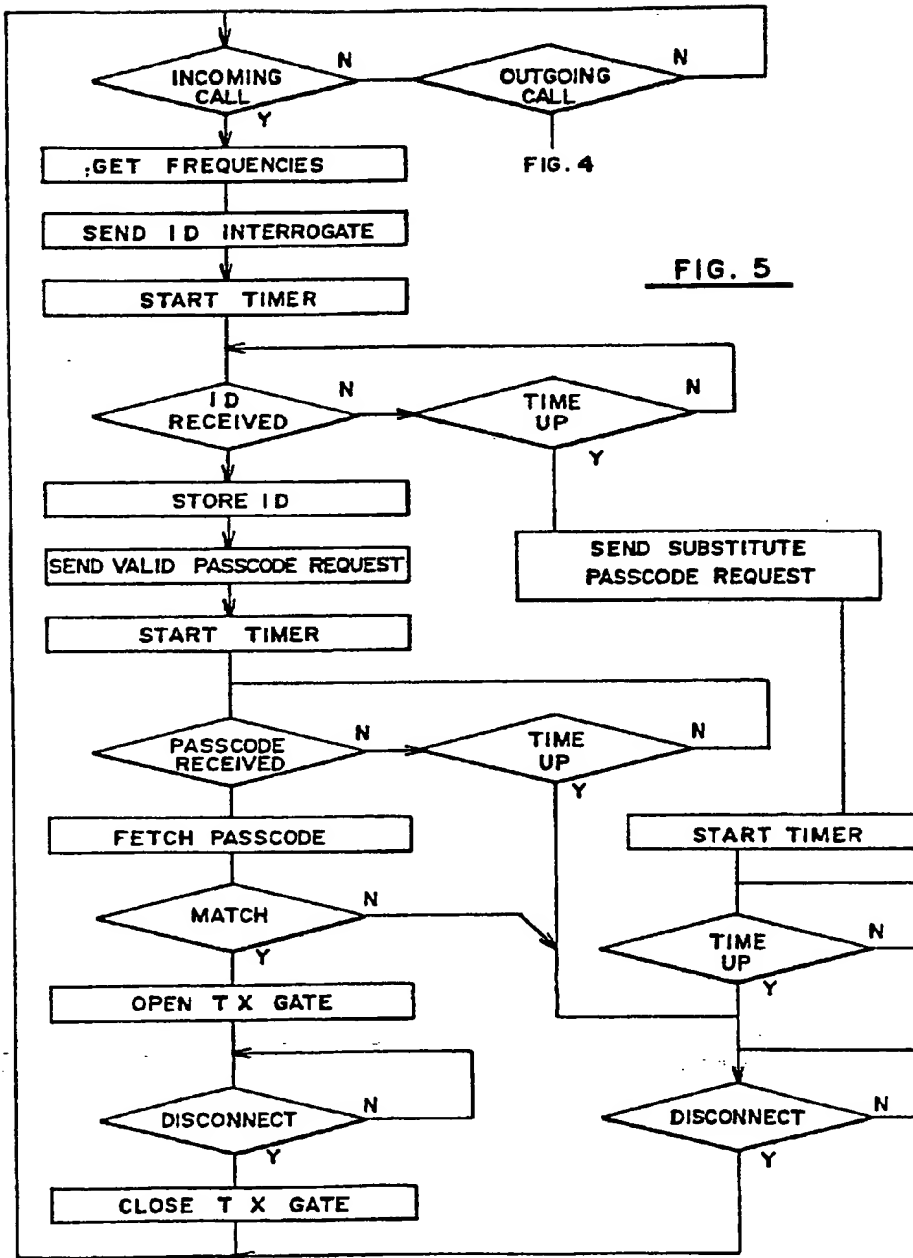 N
N
INCOMING
CALL
OUTGOING
CALL
Y
GET FREQUENCIES
FIG. 4
SEND ID INTERROGATE
FIG. 5
START TIMER
N
N
ID
RECEIVED
TIME
UP
Y
STORE ID
SEND SUBSTITUTE
PASSCODE REQUEST
SEND VALID PASSCODE REQUEST
START TIMER
N
N
PASSCODE
RECEIVED
TIME
UP
Y
FETCH PASSCODE
START TIMER
MATCH
N
Y
TIME
UP
N
Y
OPEN TX GATE
DISCONNECT
N
Y
DISCONNECT
N
Y
CLOSE TX GATE